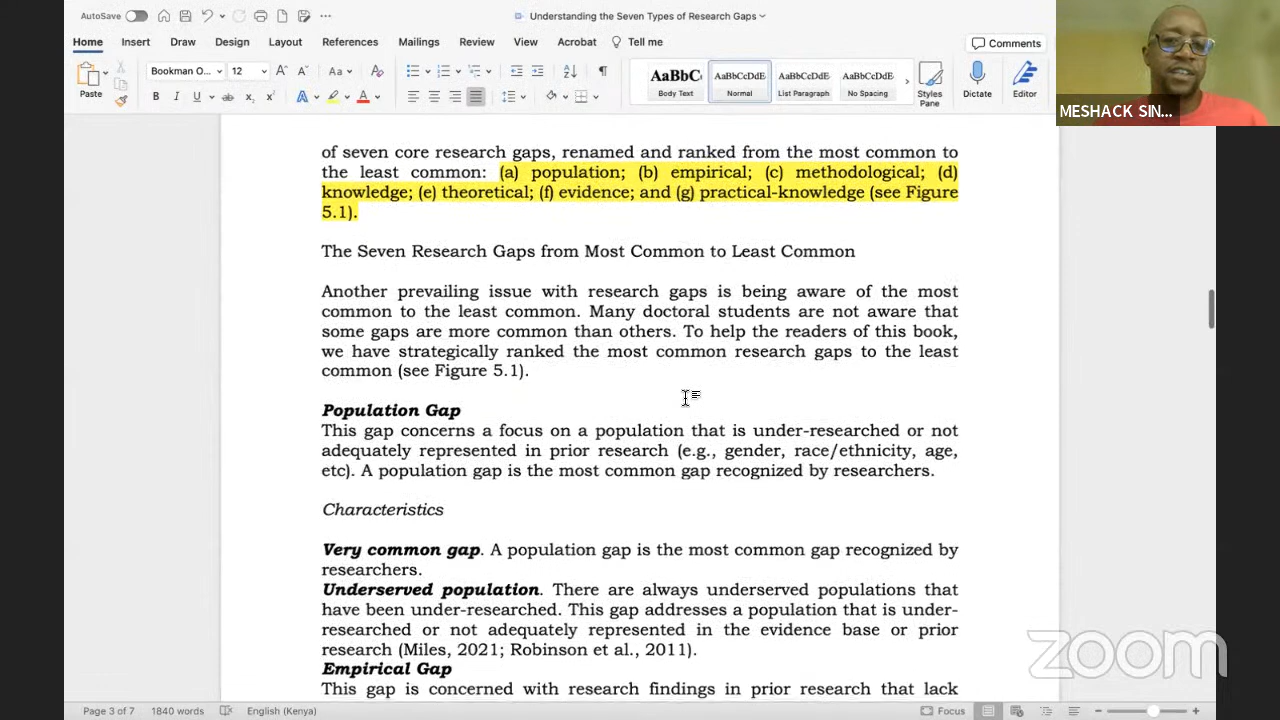 AutoSave
Understanding the Seven Types of Research Gaps
Home Insert Draw Design Layout References Mailings Review View Acrobat Tell me
Comments
Paste
Bookman O... 12
AaBbC
Body Text
AaBbCcDdE
Normal
AaBbCcDdE
List Paragraph
AaBbCcDdE
No Spacing
Styles
Pane
Dictate
Editor
MESHACK SIN...
of seven core research gaps, renamed and ranked from the most common to
the least common: (a) population; (b) empirical; (c) methodological; (d)
knowledge; (e) theoretical; (f) evidence; and (g) practical-knowledge (see Figure
5.1).
The Seven Research Gaps from Most Common to Least Common
Another prevailing issue with research gaps is being aware of the most
common to the least common. Many doctoral students are not aware that
some gaps are more common than others. To help the readers of this book,
we have strategically ranked the most common research gaps to the least
common (see Figure 5.1).
Population Gap
This gap concerns a focus on a population that is under-researched or not
adequately represented in prior research (e.g., gender, race/ethnicity, age,
etc). A population gap is the most common gap recognized by researchers.
Characteristics
Very common gap. A population gap is the most common gap recognized by
researchers.
Underserved population. There are always underserved populations that
have been under-researched. This gap addresses a population that is under-
researched or not adequately represented in the evidence base or prior
research (Miles, 2021; Robinson et al., 2011).
Empirical Gap
This gap is concerned with research findings in prior research that lack
zoom
Page 3 of 7 1840 words English (Kenya) Focus